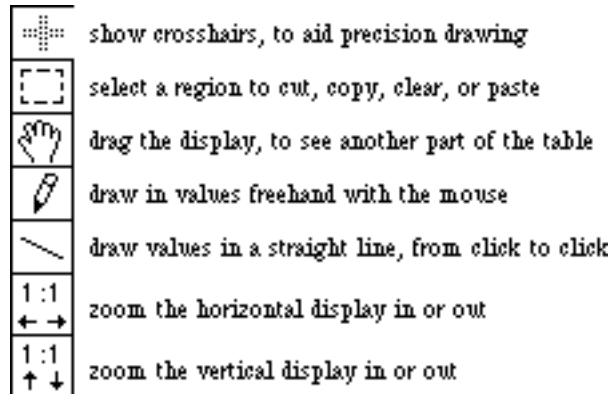 show crosshairs, to aid precision drawing
select a region to cut, copy, clear, or paste
drag the display, to see another part of the table
draw in values freehand with the mouse
draw values in a straight line, from click to click
1:1
zoom the horizontal display in or out
1:1
zoom the vertical display in or out